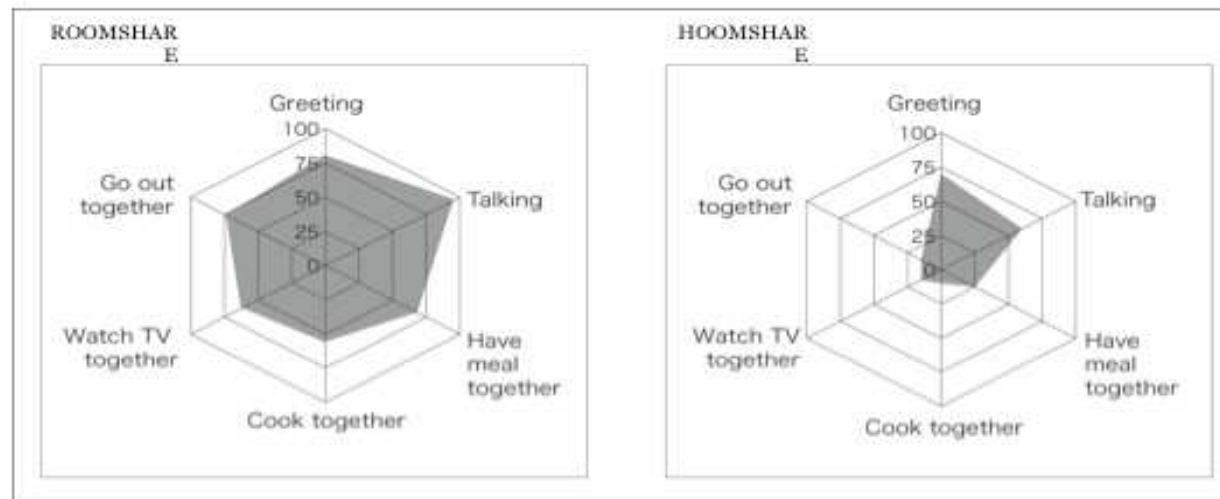 ROOMSHAR
E
Greeting
100
75
50
25
0
Go out
together
Talking
Watch TV
together
Have
meal
together
Cook together
HOOMSHAR
E
Greeting
100
75
50
25
0
Go out
together
Talking
Watch TV
together
Have
meal
together
Cook together